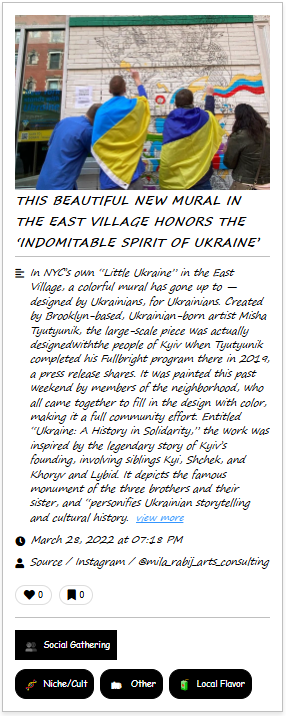 THIS BEAUTIFUL NEW MURAL IN
THE EAST VILLAGE HONORS THE
‘INDOMITABLE SPIRIT OF UKRAINE’
In NYC's own “Little Ukraine” in the East
Village, a colorful mural has gone up —
designed by Ukrainians, for Ukrainians. Created
by Brooklyn-based, Ukrainian-born artist Misha
Tyutyunik, the large-scale piece was actually
designedwiththe people of Kyiv when Tyutyunik
completed his Fullbright program there in 2019,
a press release shares. It was painted this past
weekend by members of the neighborhood, who
all came together to fill in the design with color,
making it a full community effort. Entitled
“Ukraine: A History in Solidarity,” the work was
inspired by the legendary story of Kyiv's
founding, involving siblings Kyi, Shchek, and
Khoryv and Lybid. It depicts the famous
monument of the three brothers and their
sister, and “personifies Ukrainian storytelling
and cultural history. view more
March 28, 2022 at 07:18 PM
Source / Instagram / @mila_rabij_arts_consulting
0 0
Social Gathering
Niche/Cult Other Local Flavor